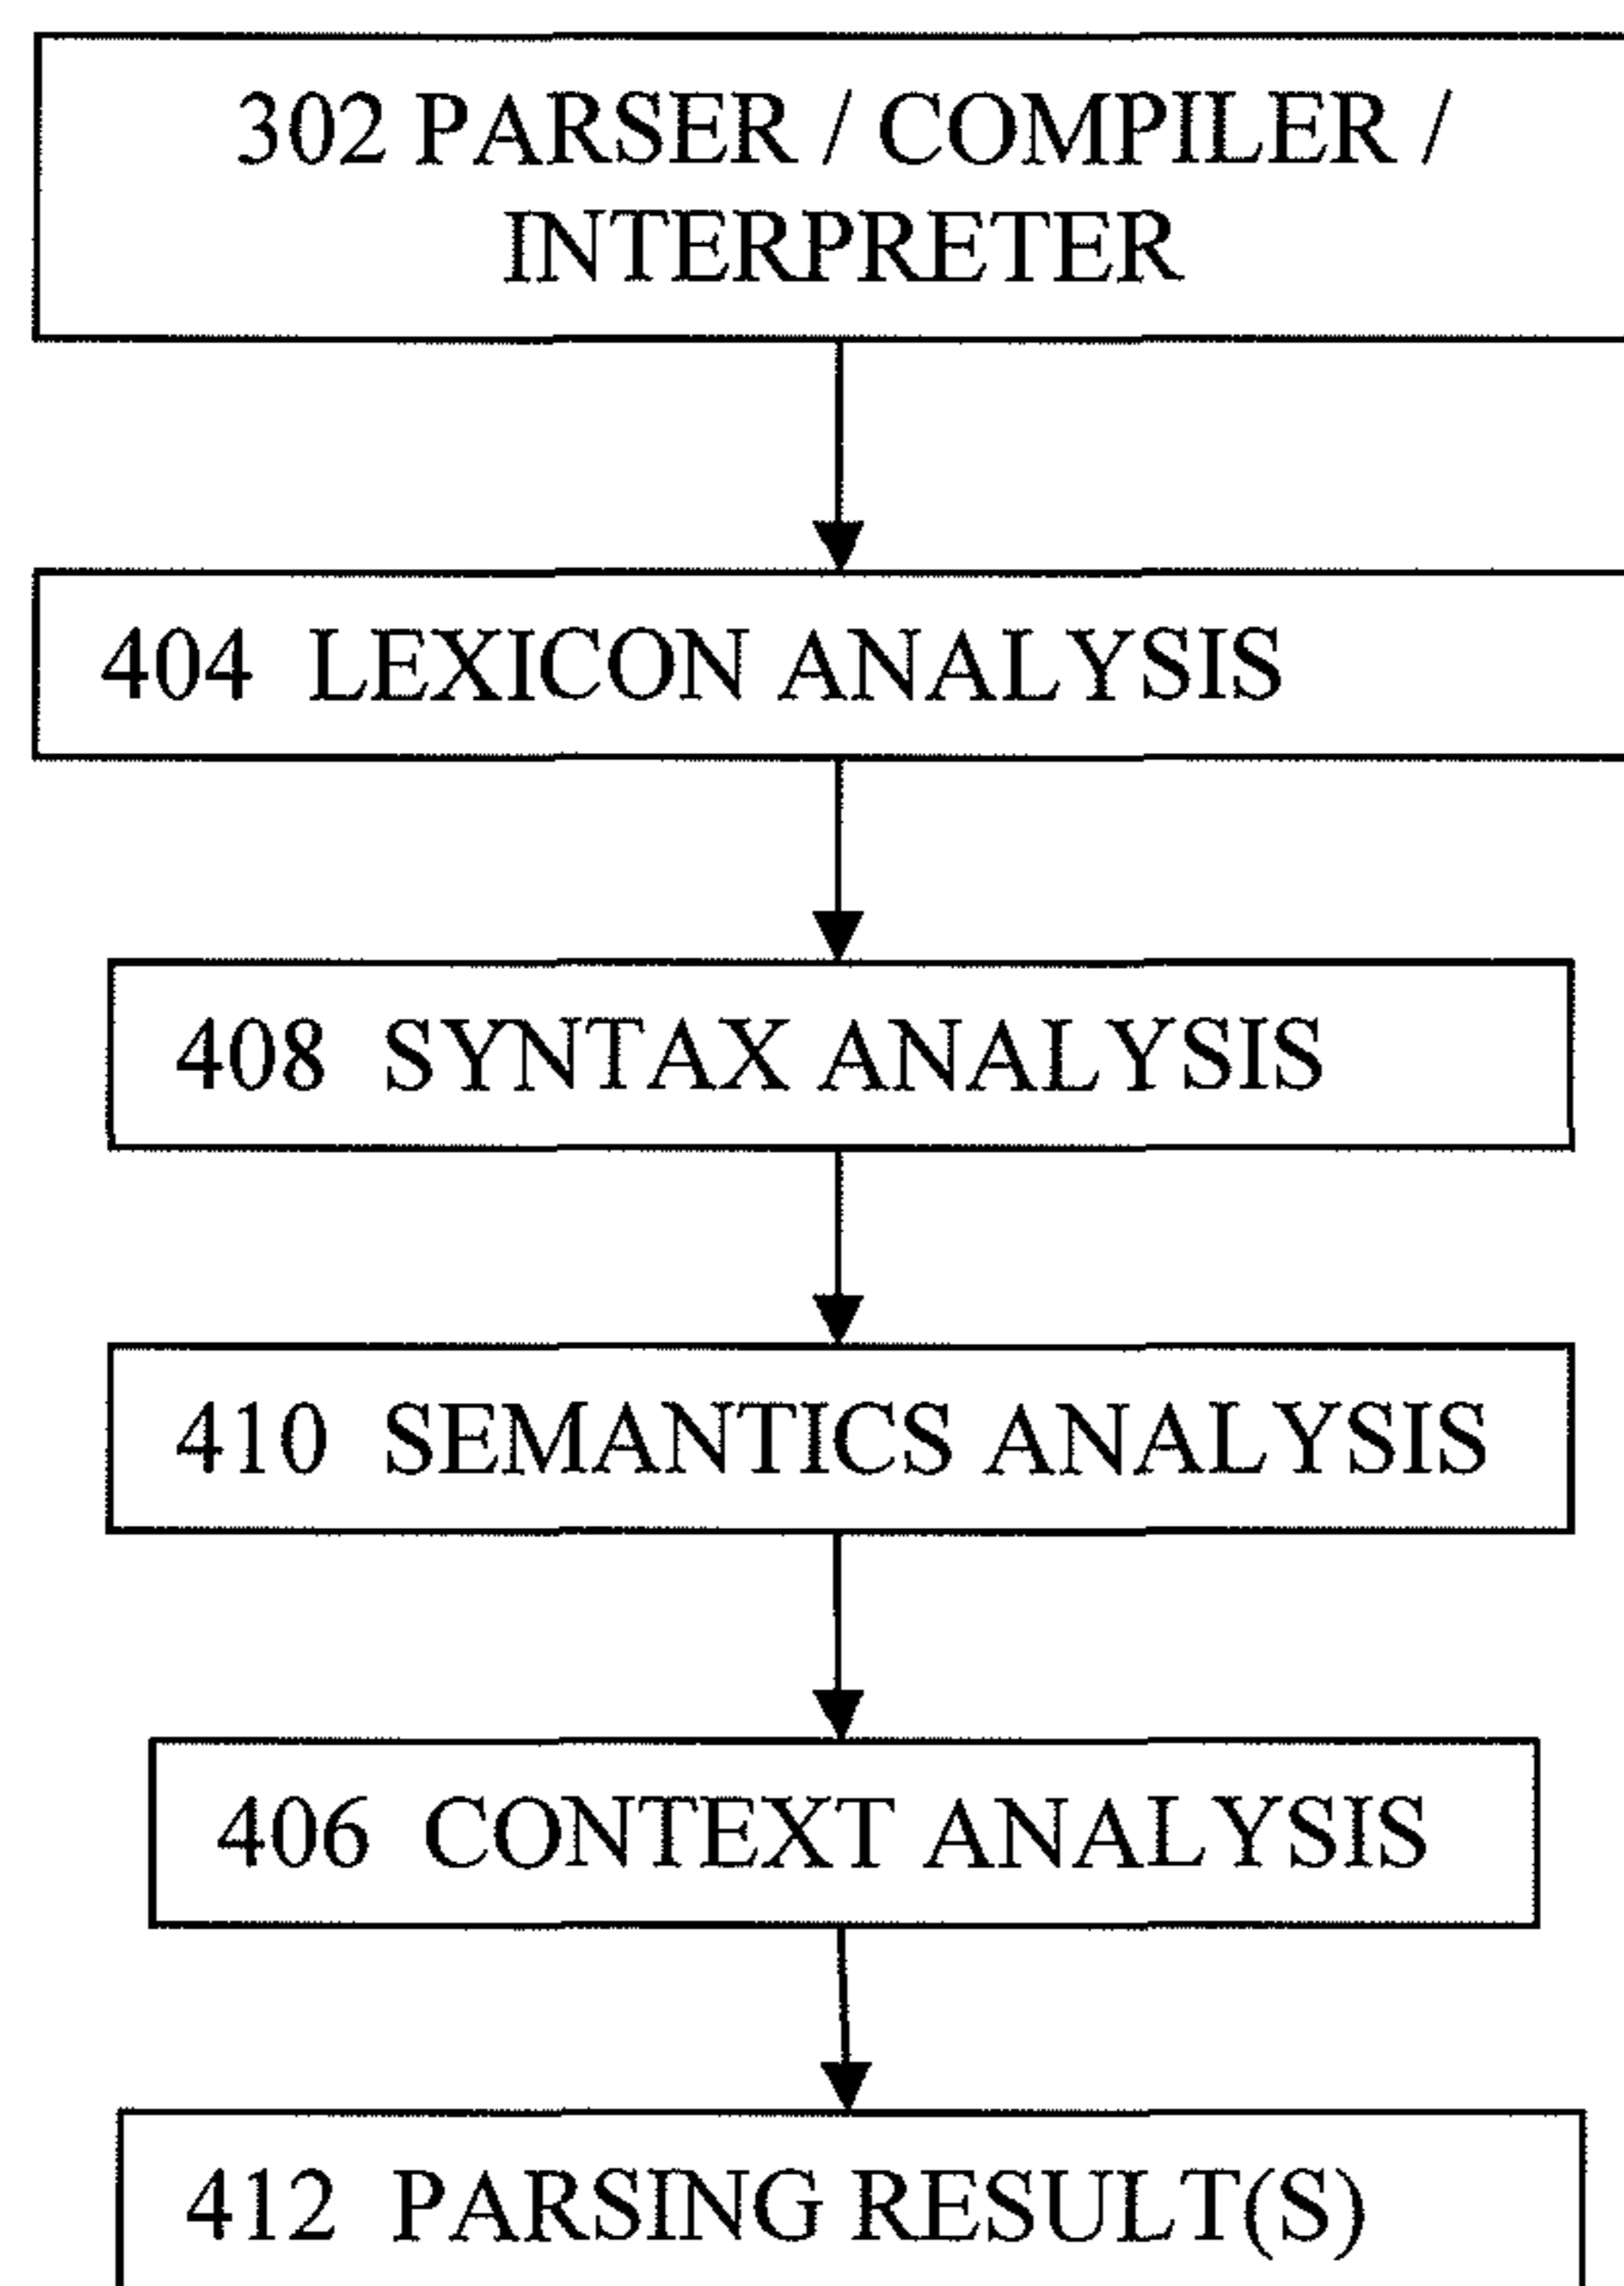 302 PARSER / COMPILER /
INTERPRETER
404 LEXICON ANALYSIS
408 SYNTAX ANALYSIS
410 SEMANTICS ANALYSIS
406 CONTEXT ANALYSIS
412 PARSING RESULT(S)